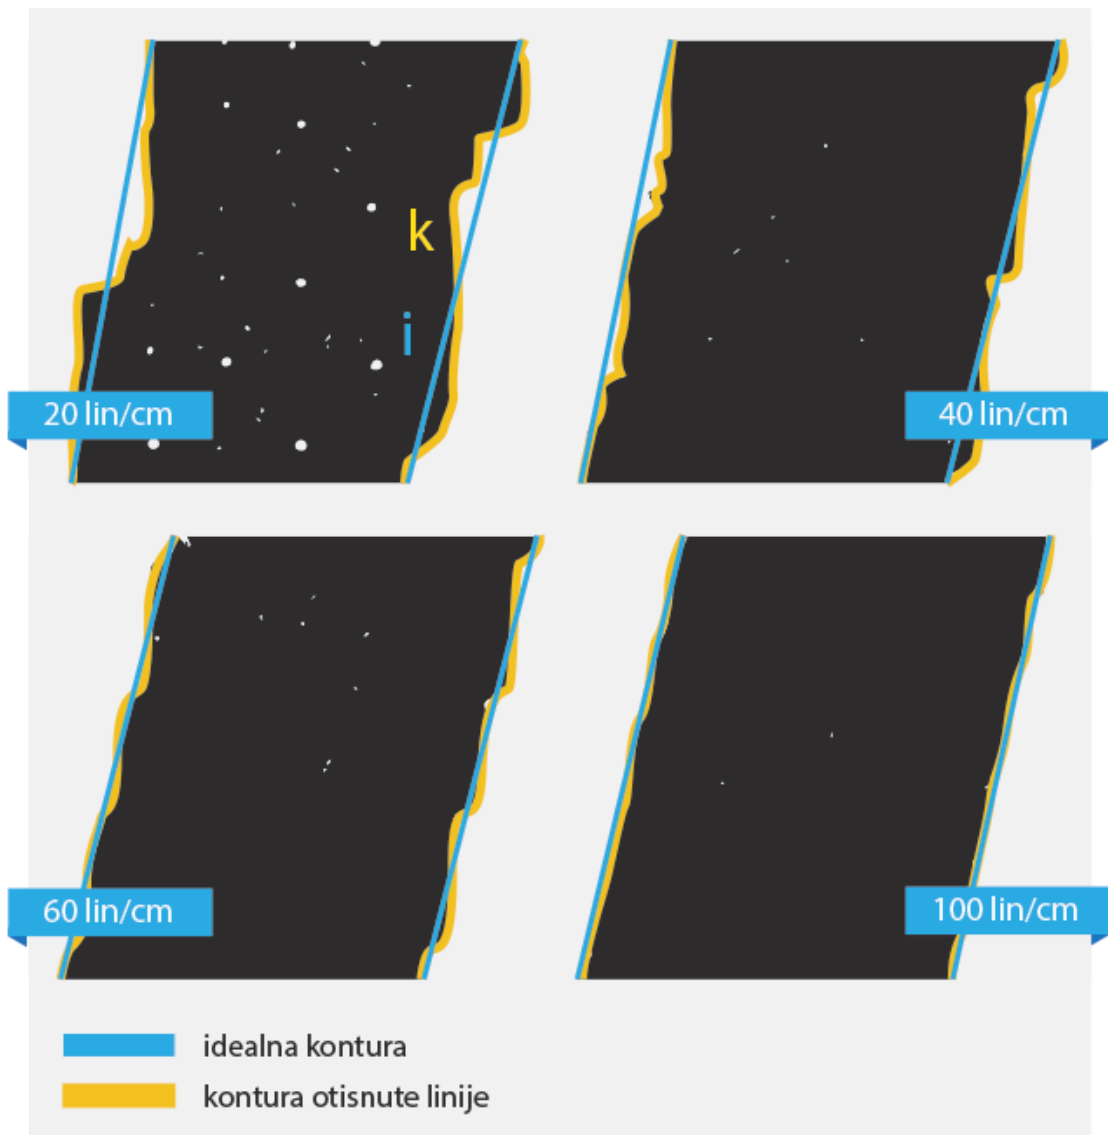 k
i
20 lin/cm
40 lin/cm
60 lin/cm
100 lin/cm
idealna kontura
kontura otisnute linije